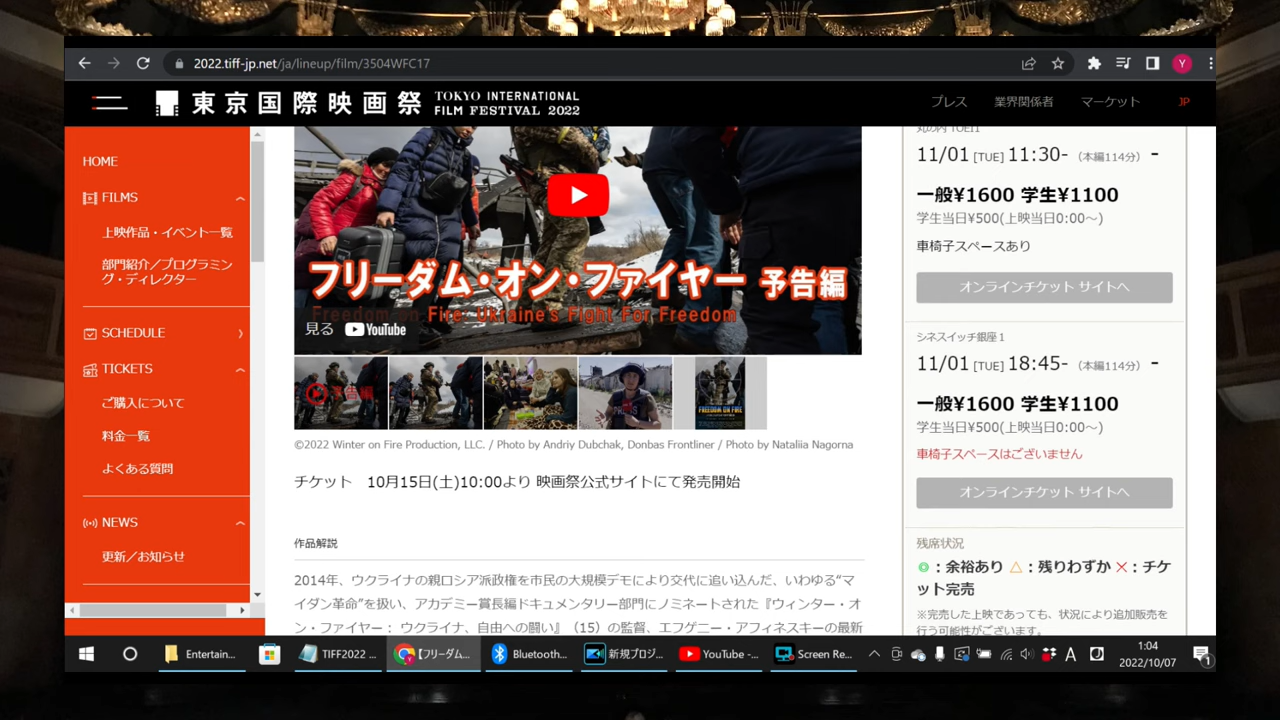 2022.tiff-jp.net/ja/lineup/film/3504WFC17
Y
東京国際映画祭 TOKYO INTERNATIONAL FILM FESTIVAL 2022
プレス 業界関係者 マーケット JP
HOME
FILMS
上映作品・イベント一覧
部門紹介／プログラミン
グ・ディレクター
SCHEDULE
TICKETS
ご購入について
料金一覧
よくある質問
NEWS
更新／お知らせ
フリーダム・オン・ファイヤー 予告編
Freedom on Fire: Ukraine's Fight For Freedom
見る YouTube
予告編
PRESS
FREEDOM ON FIRE
©2022 Winter on Fire Production, LLC. / Photo by Andriy Dubchak, Donbas Frontliner / Photo by Nataliia Nagorna
チケット 10月15日(土)10:00より 映画祭公式サイトにて発売開始
作品解説
2014年、ウクライナの親ロシア派政権を市民の大規模デモにより交代に追い込んだ、いわゆる“マ
イダン革命”を扱い、アカデミー賞長編ドキュメンタリー部門にノミネートされた『ウィンター・オ
ン・ファイヤー： ウクライナ、自由への闘い』（15）の監督、エフゲニー・アフィネスキーの最新
丸の内 TOEI1
11/01 [TUE] 11:30- （本編114分） -
一般¥1600 学生¥1100
学生当日¥500(上映当日0:00～)
車椅子スペースあり
オンラインチケット サイトへ
シネスイッチ銀座 1
11/01 [TUE] 18:45- （本編114分） -
一般¥1600 学生¥1100
学生当日¥500(上映当日0:00～)
車椅子スペースはございません
オンラインチケット サイトへ
残席状況
◎：余裕あり △：残りわずか ×：チケ
ット完売
※完売した上映であっても、状況により追加販売を
行う可能性がございます。
Entertain... TIFF2022 ... 【フリーダム... Bluetooth... 新規プロジ... YouTube -... Screen Re... A
1:04
2022/10/07
1